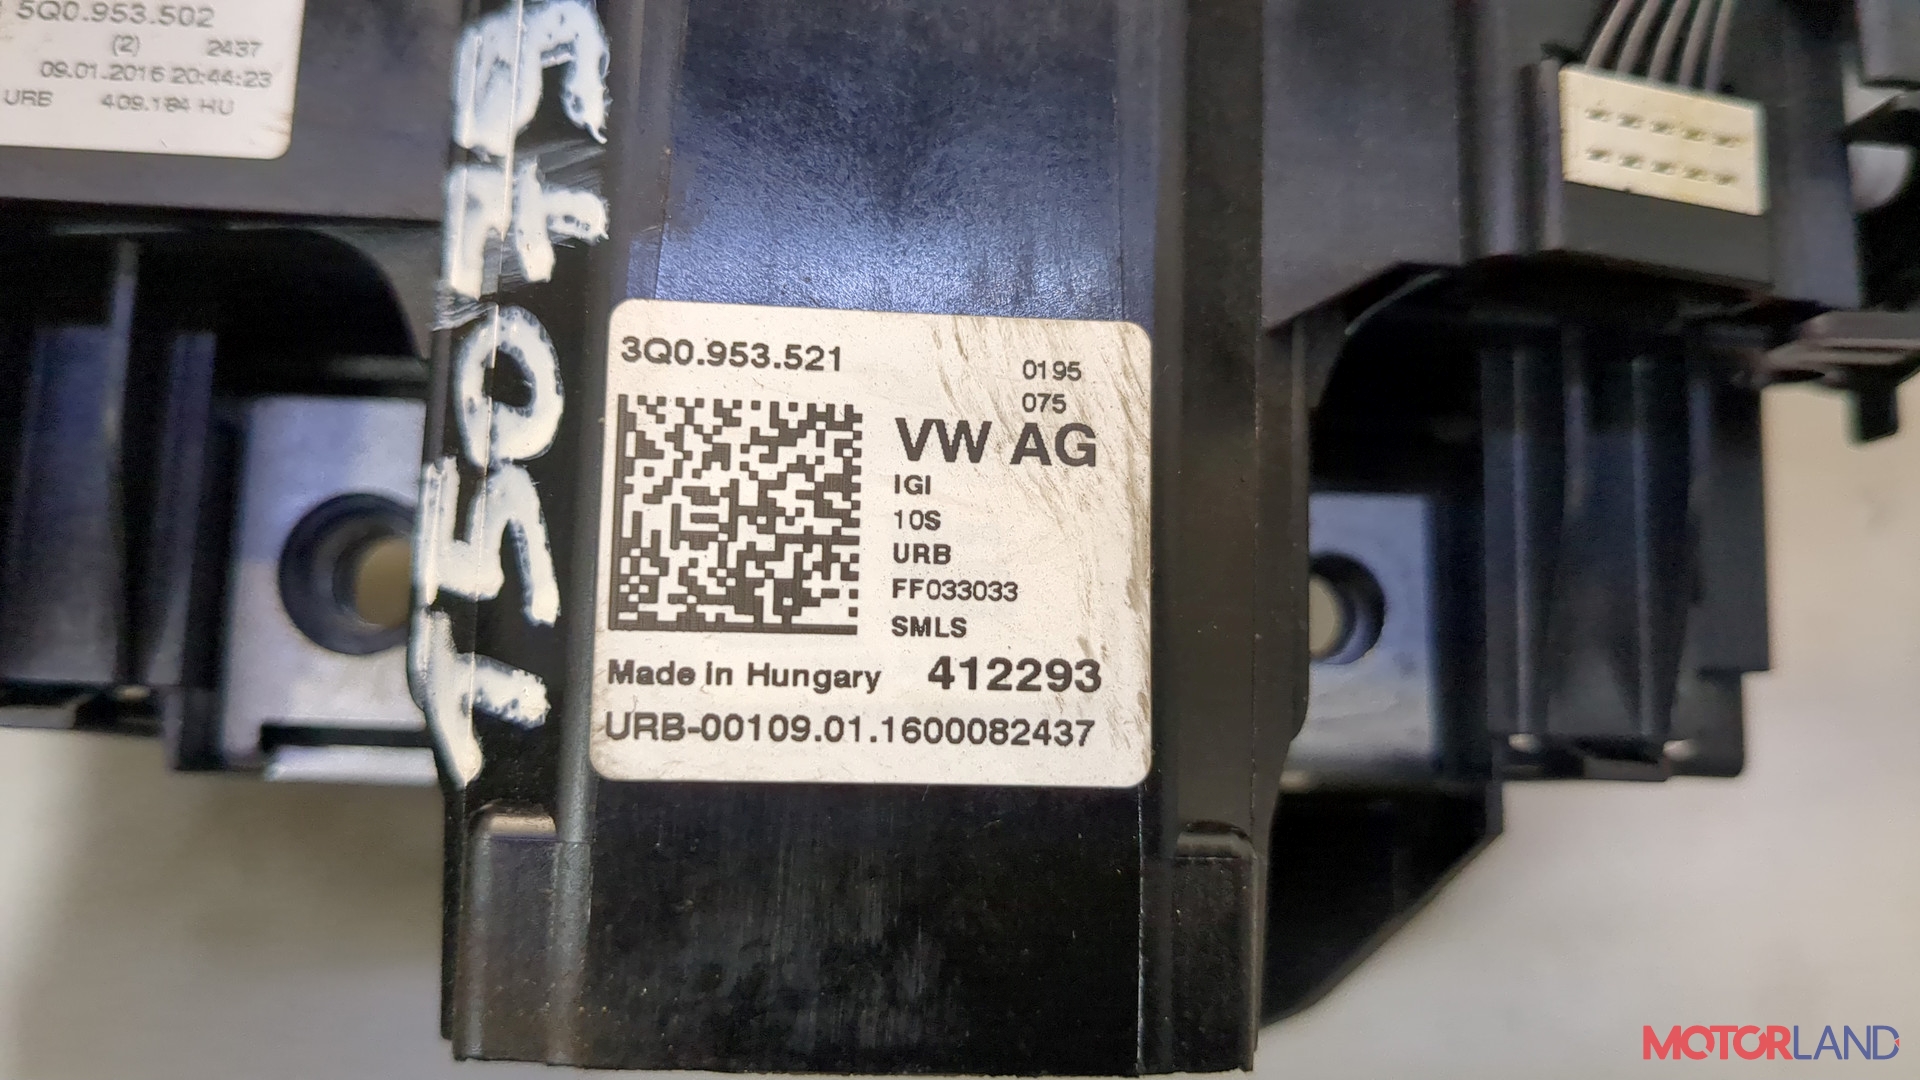 5Q0.953.502
(2) 2437
09.01.2016 20:44:23
URB 409.184 HU
3Q0.953.521
0195
075
VW AG
IGI
10S
URB
FF033033
SMLS
Made in Hungary 412293
URB-00109.01.1600082437
MOTORLAND